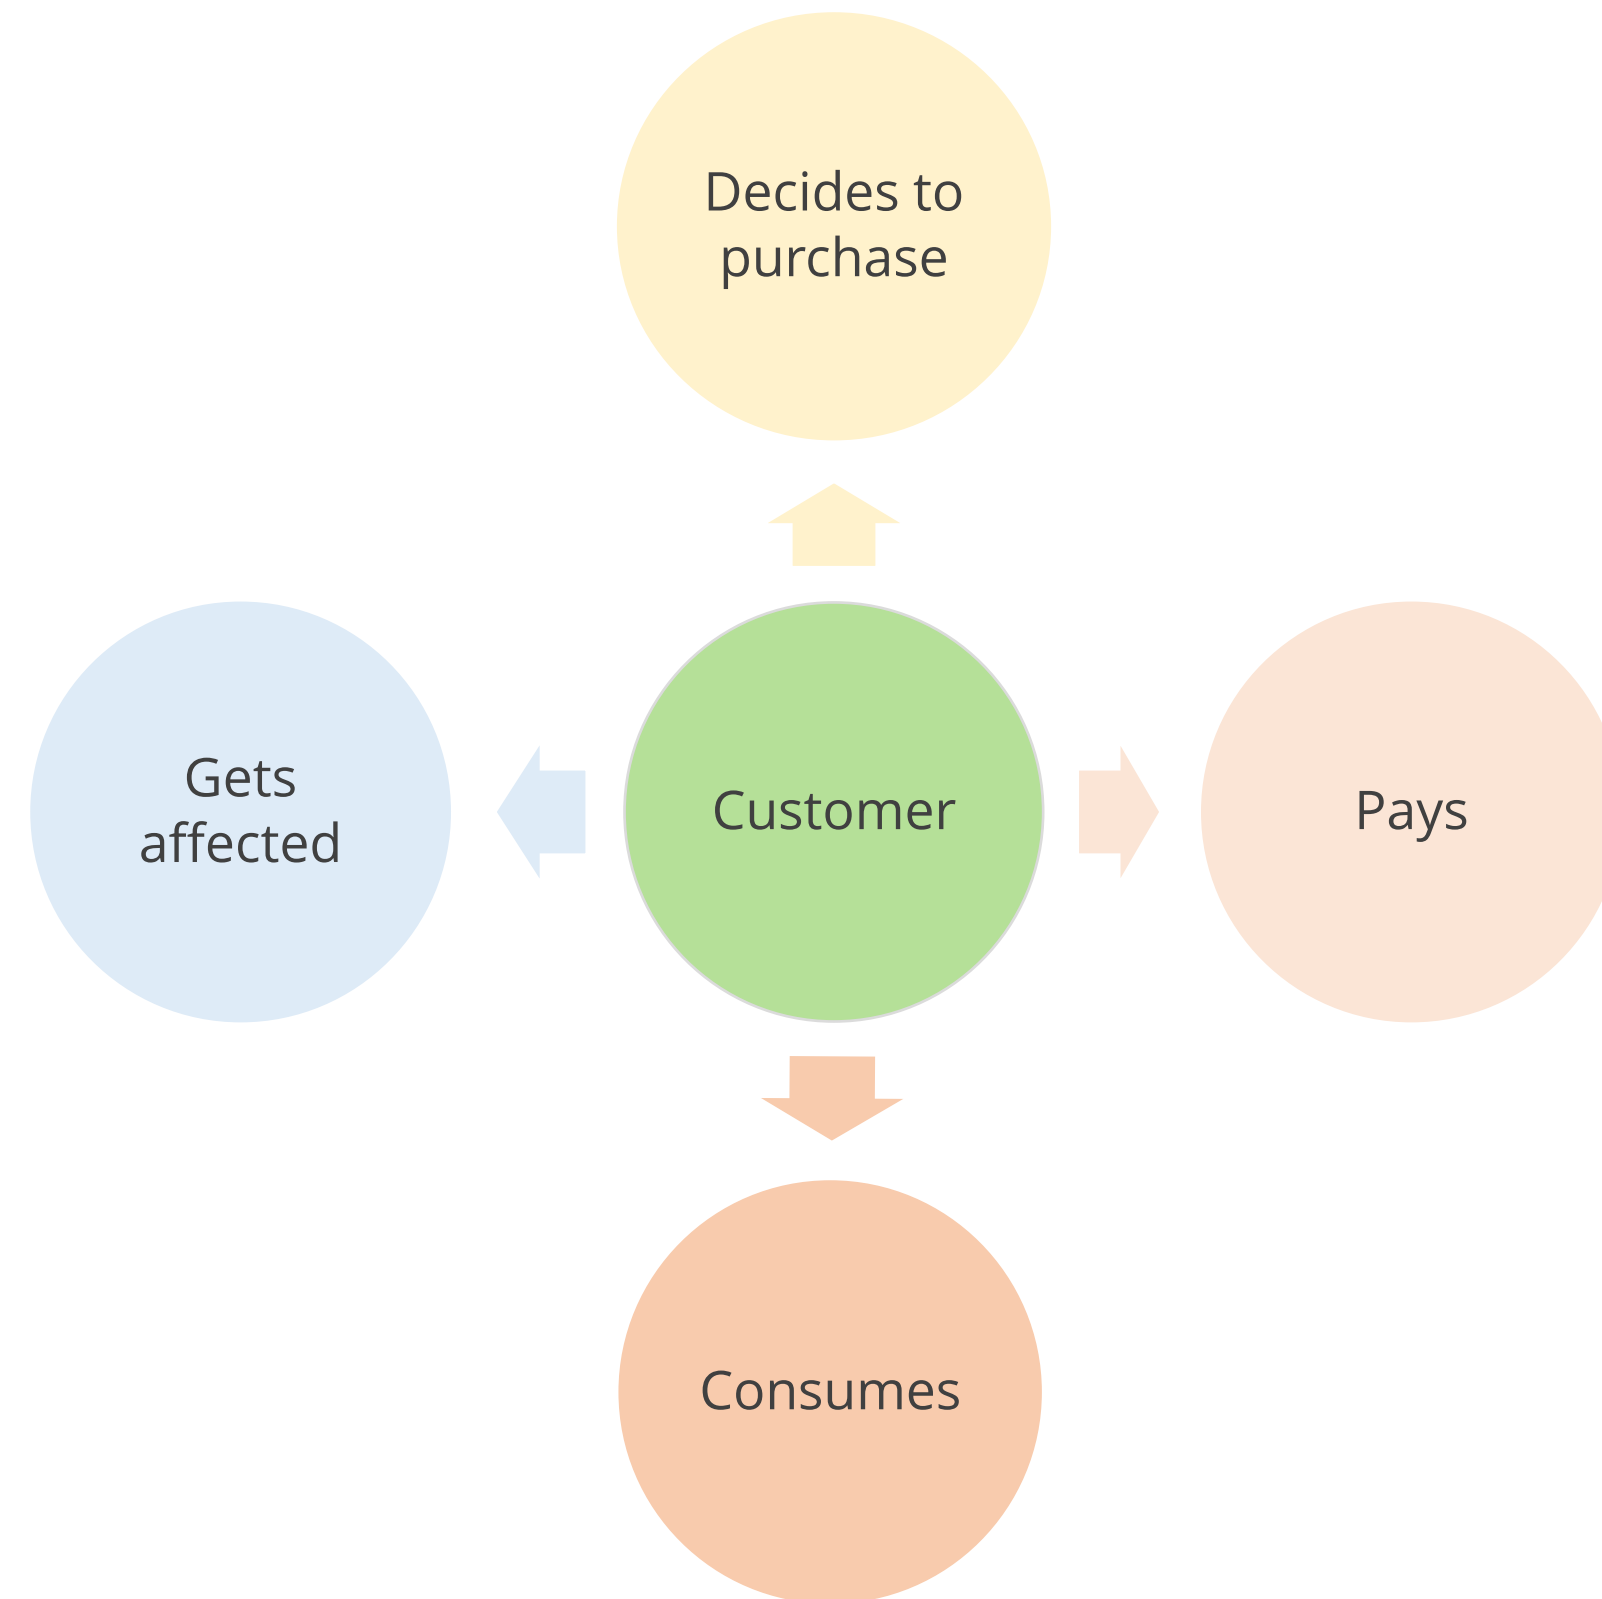 Decides to
purchase
Gets
affected
Customer
Pays
Consumes